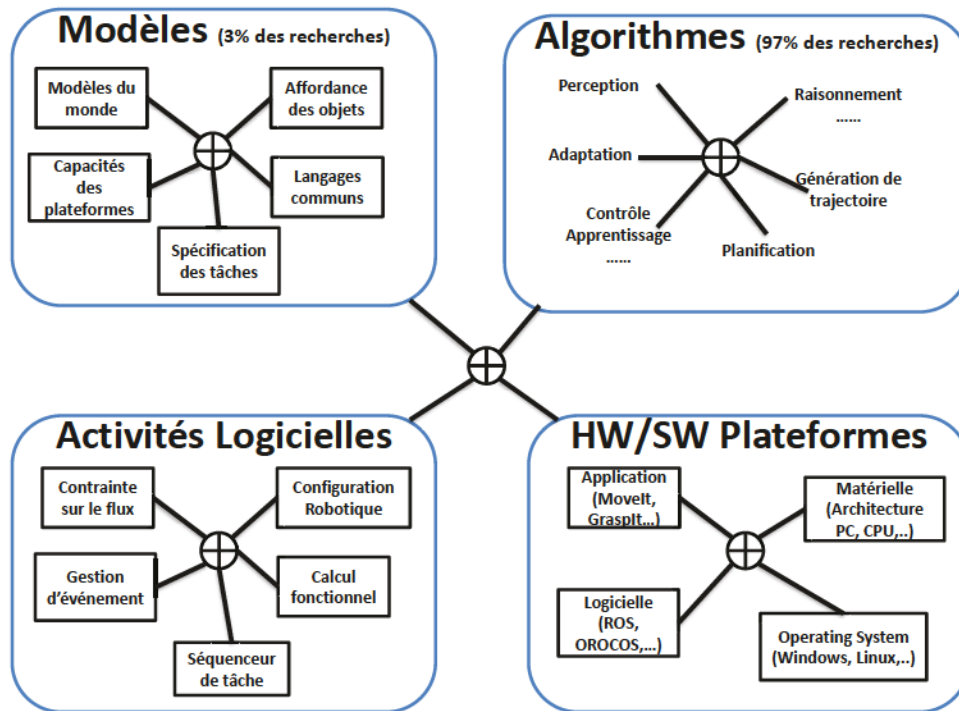 Modèles (3% des recherches)
Modèles du
monde
Affordance
des objets
Capacités
des
plateformes
Langages
communs
Spécification
des tâches
Algorithmes (97% des recherches)
Perception
Raisonnement
......
Adaptation
Génération de
trajectoire
Contrôle
Apprentissage
......
Planification
Activités Logicielles
Contrainte
sur le flux
Configuration
Robotique
Gestion
d'événement
Calcul
fonctionnel
Séquenceur
de tâche
HW/SW Plateformes
Application
(MoveIt,
GraspIt...)
Matérielle
(Architecture
PC, CPU,..)
Logicielle
(ROS,
OROCOS,...)
Operating System
(Windows, Linux,..)